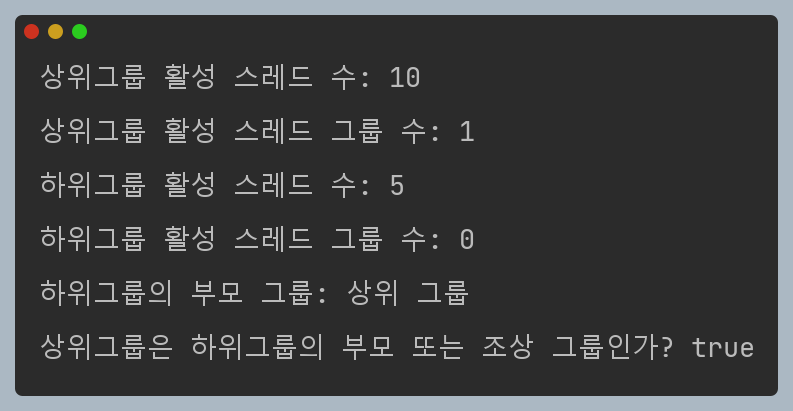 상위그룹 활성 스레드 수: 10
상위그룹 활성 스레드 그룹 수: 1
하위그룹 활성 스레드 수: 5
하위그룹 활성 스레드 그룹 수: 0
하위그룹의 부모 그룹: 상위 그룹
상위그룹은 하위그룹의 부모 또는 조상 그룹인가? true